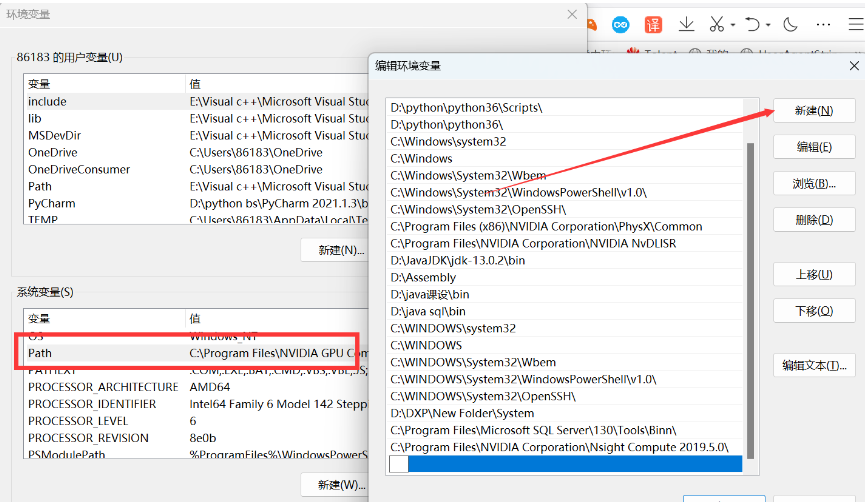 环境变量
译
86183 的用户变量(U)
变量 值
include E:\Visual c++\Microsoft Visual Stud
lib E:\Visual c++\Microsoft Visual Stud
MSDevDir E:\Visual c++\Microsoft Visual Stud
OneDrive C:\Users\86183\OneDrive
OneDriveConsumer C:\Users\86183\OneDrive
Path E:\Visual c++\Microsoft Visual Stud
PyCharm D:\python bs\PyCharm 2021.1.3\b
TEMP C:\Users\86183\AppData\Local\Te
新建(N)...
系统变量(S)
变量 值
OS Windows_NT
Path C:\Program Files\NVIDIA GPU Com
PATHEXT .COM;.EXE;.BAT;.CMD;.VBS;.VBE;.JS;
PROCESSOR_ARCHITECTURE AMD64
PROCESSOR_IDENTIFIER Intel64 Family 6 Model 142 Stepp
PROCESSOR_LEVEL 6
PROCESSOR_REVISION 8e0b
PSModulePath %ProgramFiles%\WindowsPowerS
新建(W)...
编辑环境变量
D:\python\python36\Scripts\
D:\python\python36\
C:\Windows\system32
C:\Windows
C:\Windows\System32\Wbem
C:\Windows\System32\WindowsPowerShell\v1.0\
C:\Windows\System32\OpenSSH\
C:\Program Files (x86)\NVIDIA Corporation\PhysX\Common
C:\Program Files\NVIDIA Corporation\NVIDIA NvDLISR
D:\JavaJDK\jdk-13.0.2\bin
D:\Assembly
D:\java课设\bin
D:\java sql\bin
C:\WINDOWS\system32
C:\WINDOWS
C:\WINDOWS\System32\Wbem
C:\WINDOWS\System32\WindowsPowerShell\v1.0\
C:\WINDOWS\System32\OpenSSH\
D:\DXP\New Folder\System
C:\Program Files\Microsoft SQL Server\130\Tools\Binn\
C:\Program Files\NVIDIA Corporation\Nsight Compute 2019.5.0\
新建(N)
编辑(E)
浏览(B)...
删除(D)
上移(U)
下移(O)
编辑文本(T)...